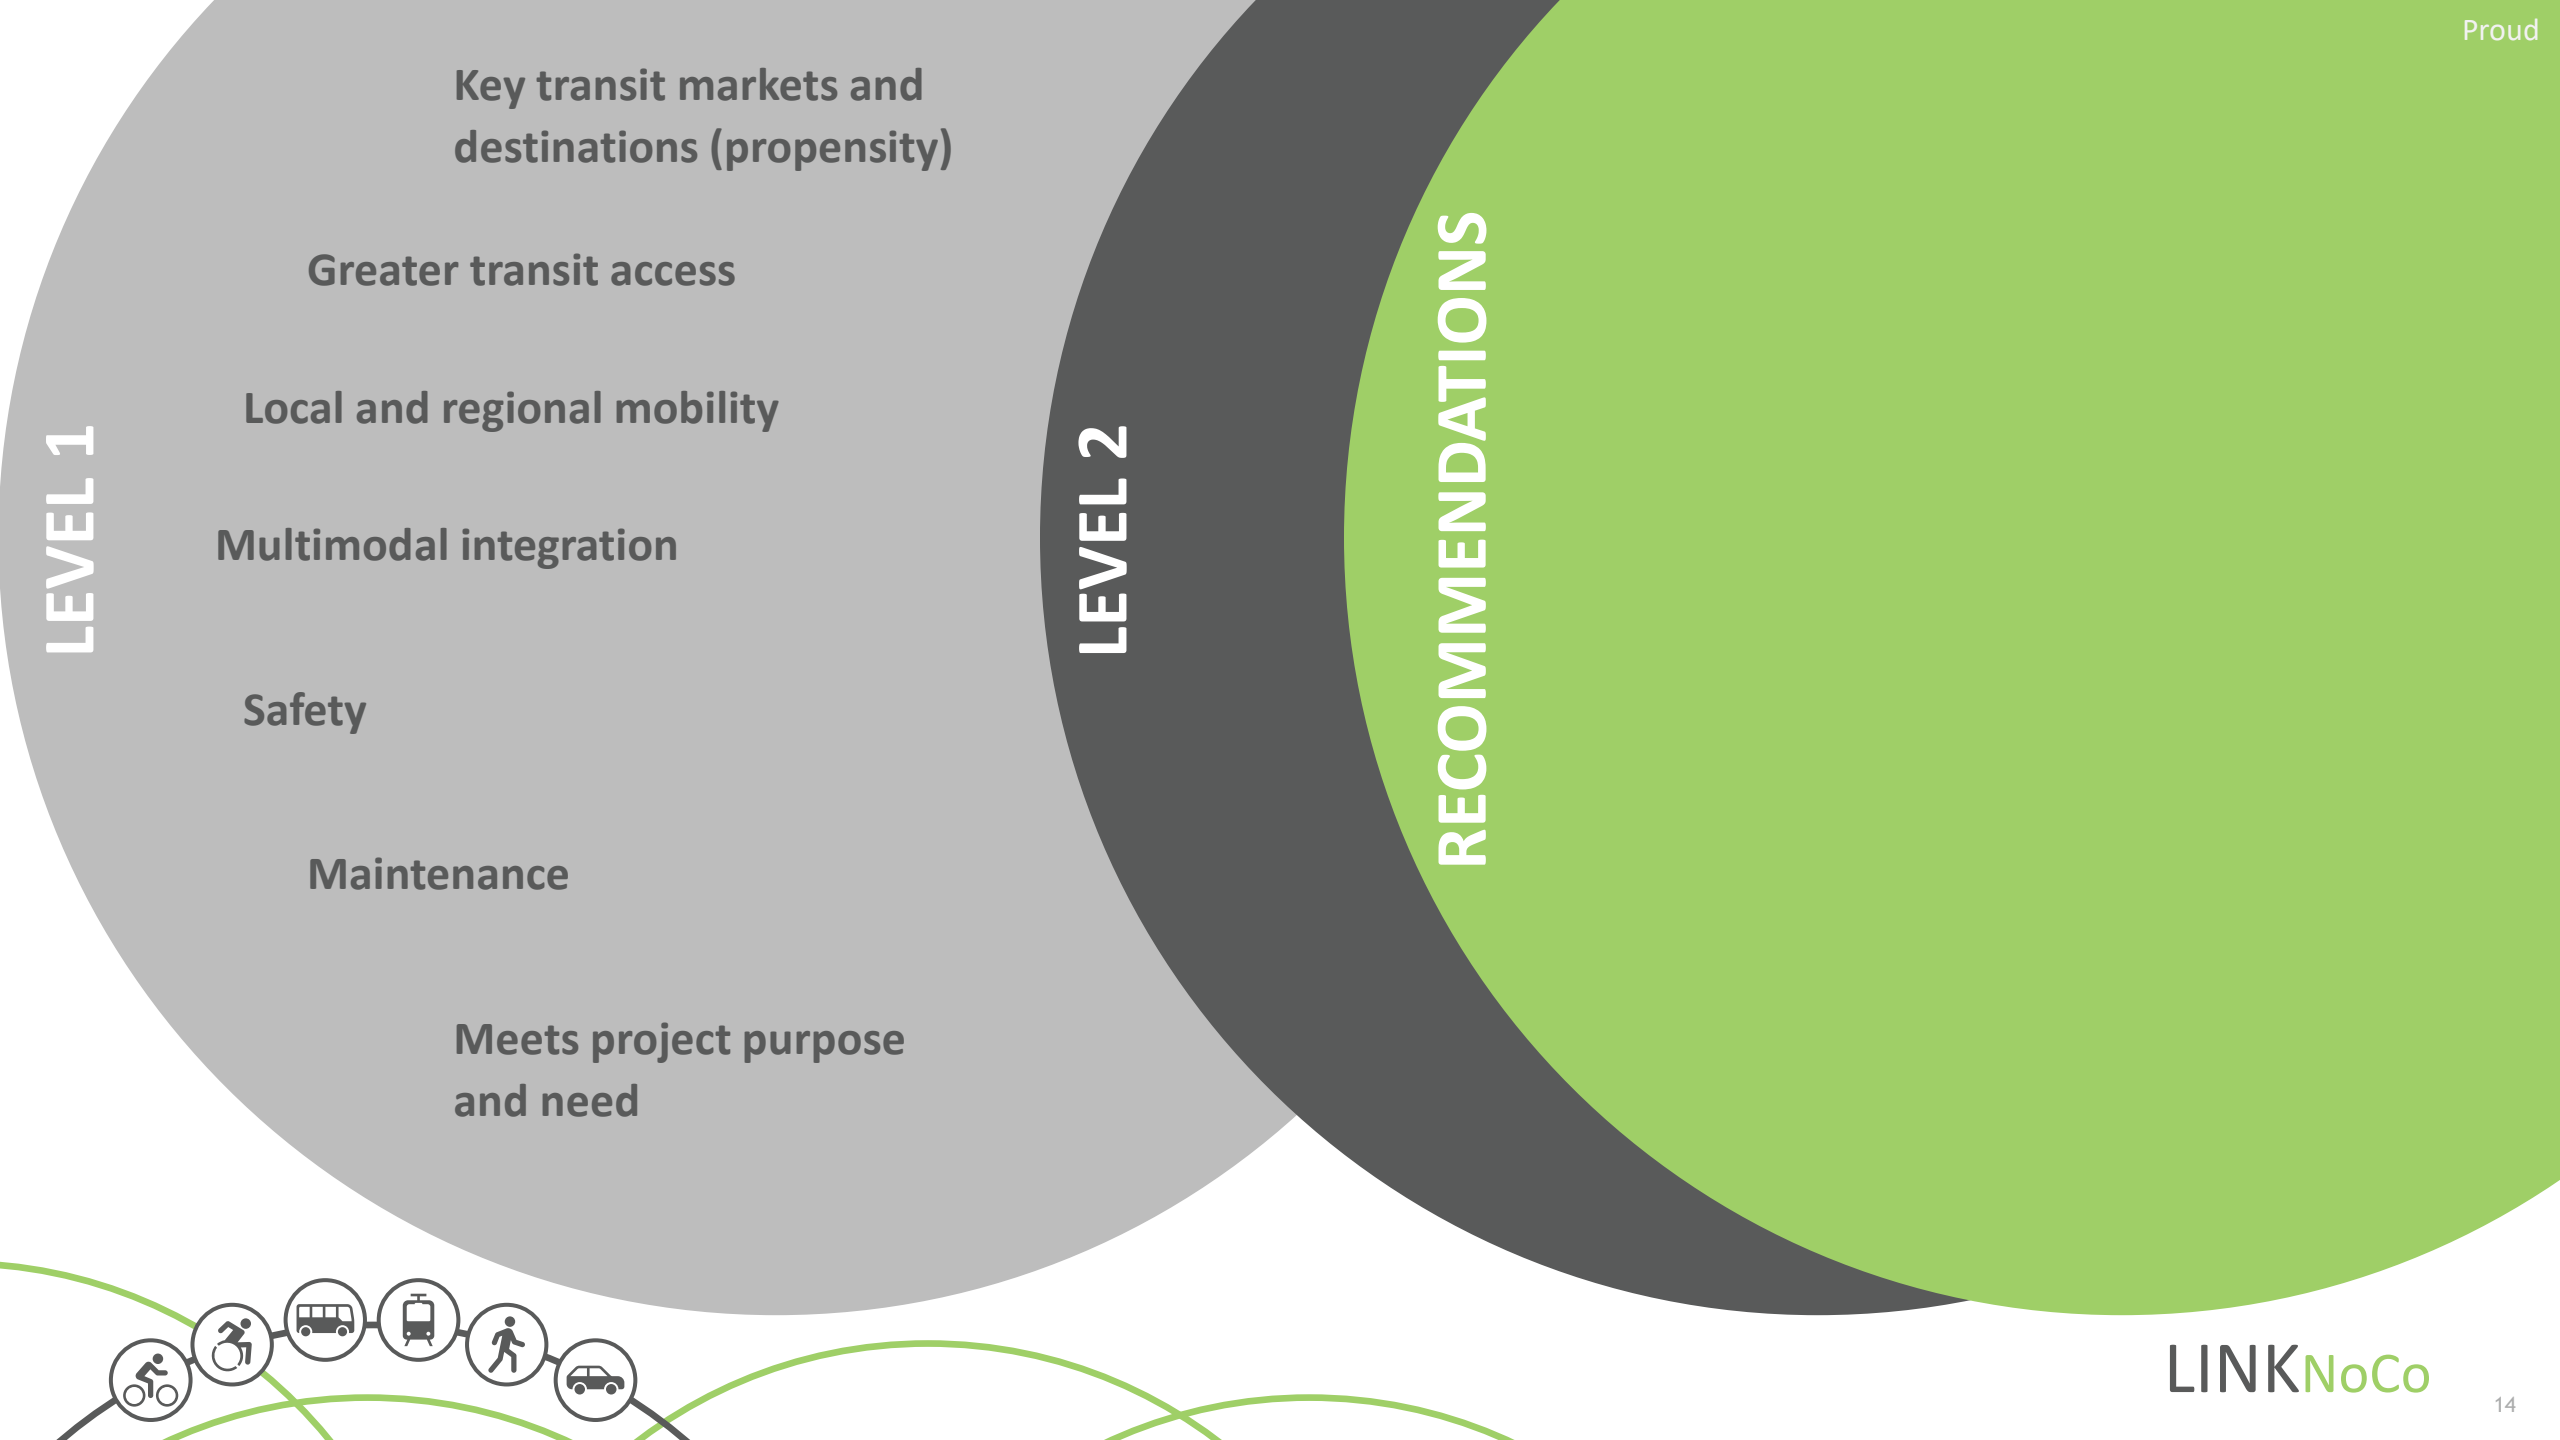 Proud
Key transit markets and
destinations (propensity)
Greater transit access
Local and regional mobility
Multimodal integration
Safety
Maintenance
Meets project purpose
and need
LEVEL 1
LEVEL 2
RECOMMENDATIONS
LINKNoCo
14